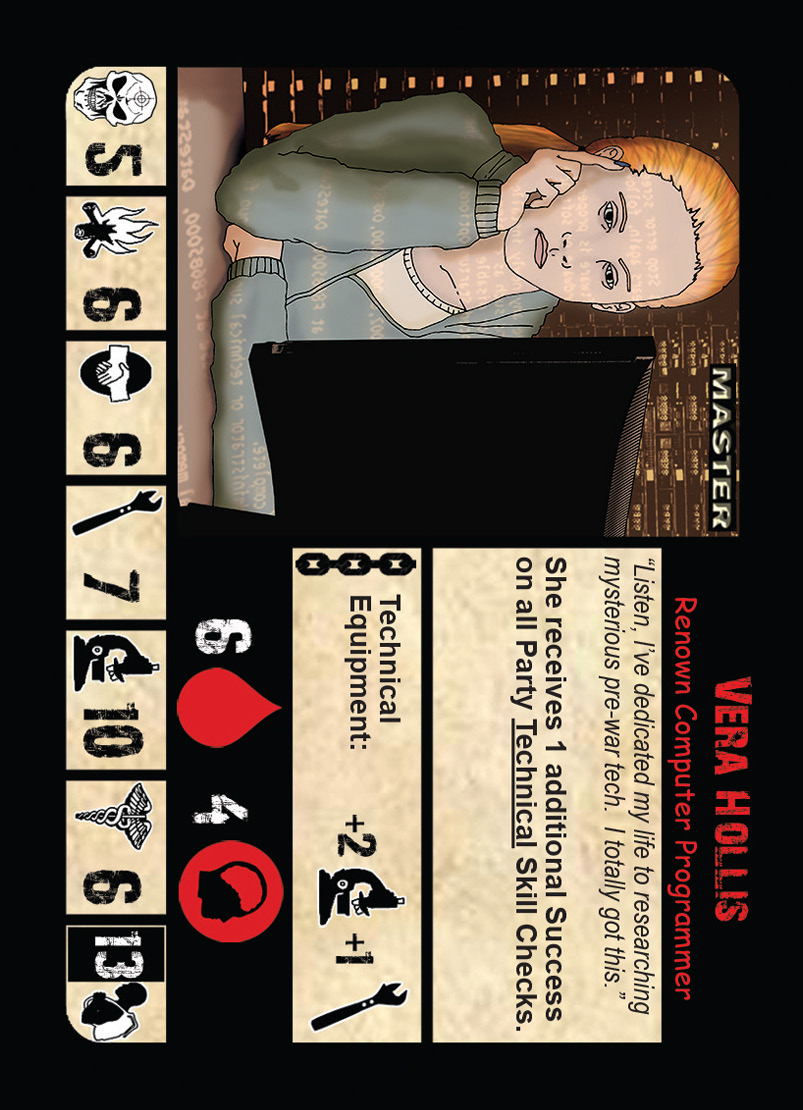 VERA HOLLIS
Renown Computer Programmer
MASTER
“Listen, I've dedicated my life to researching
mysterious pre-war tech. I totally got this.”
She receives 1 additional Success
on all Party Technical Skill Checks.
Technical
Equipment:
+2 +1
6 4
5 6 6 7 10 6 13